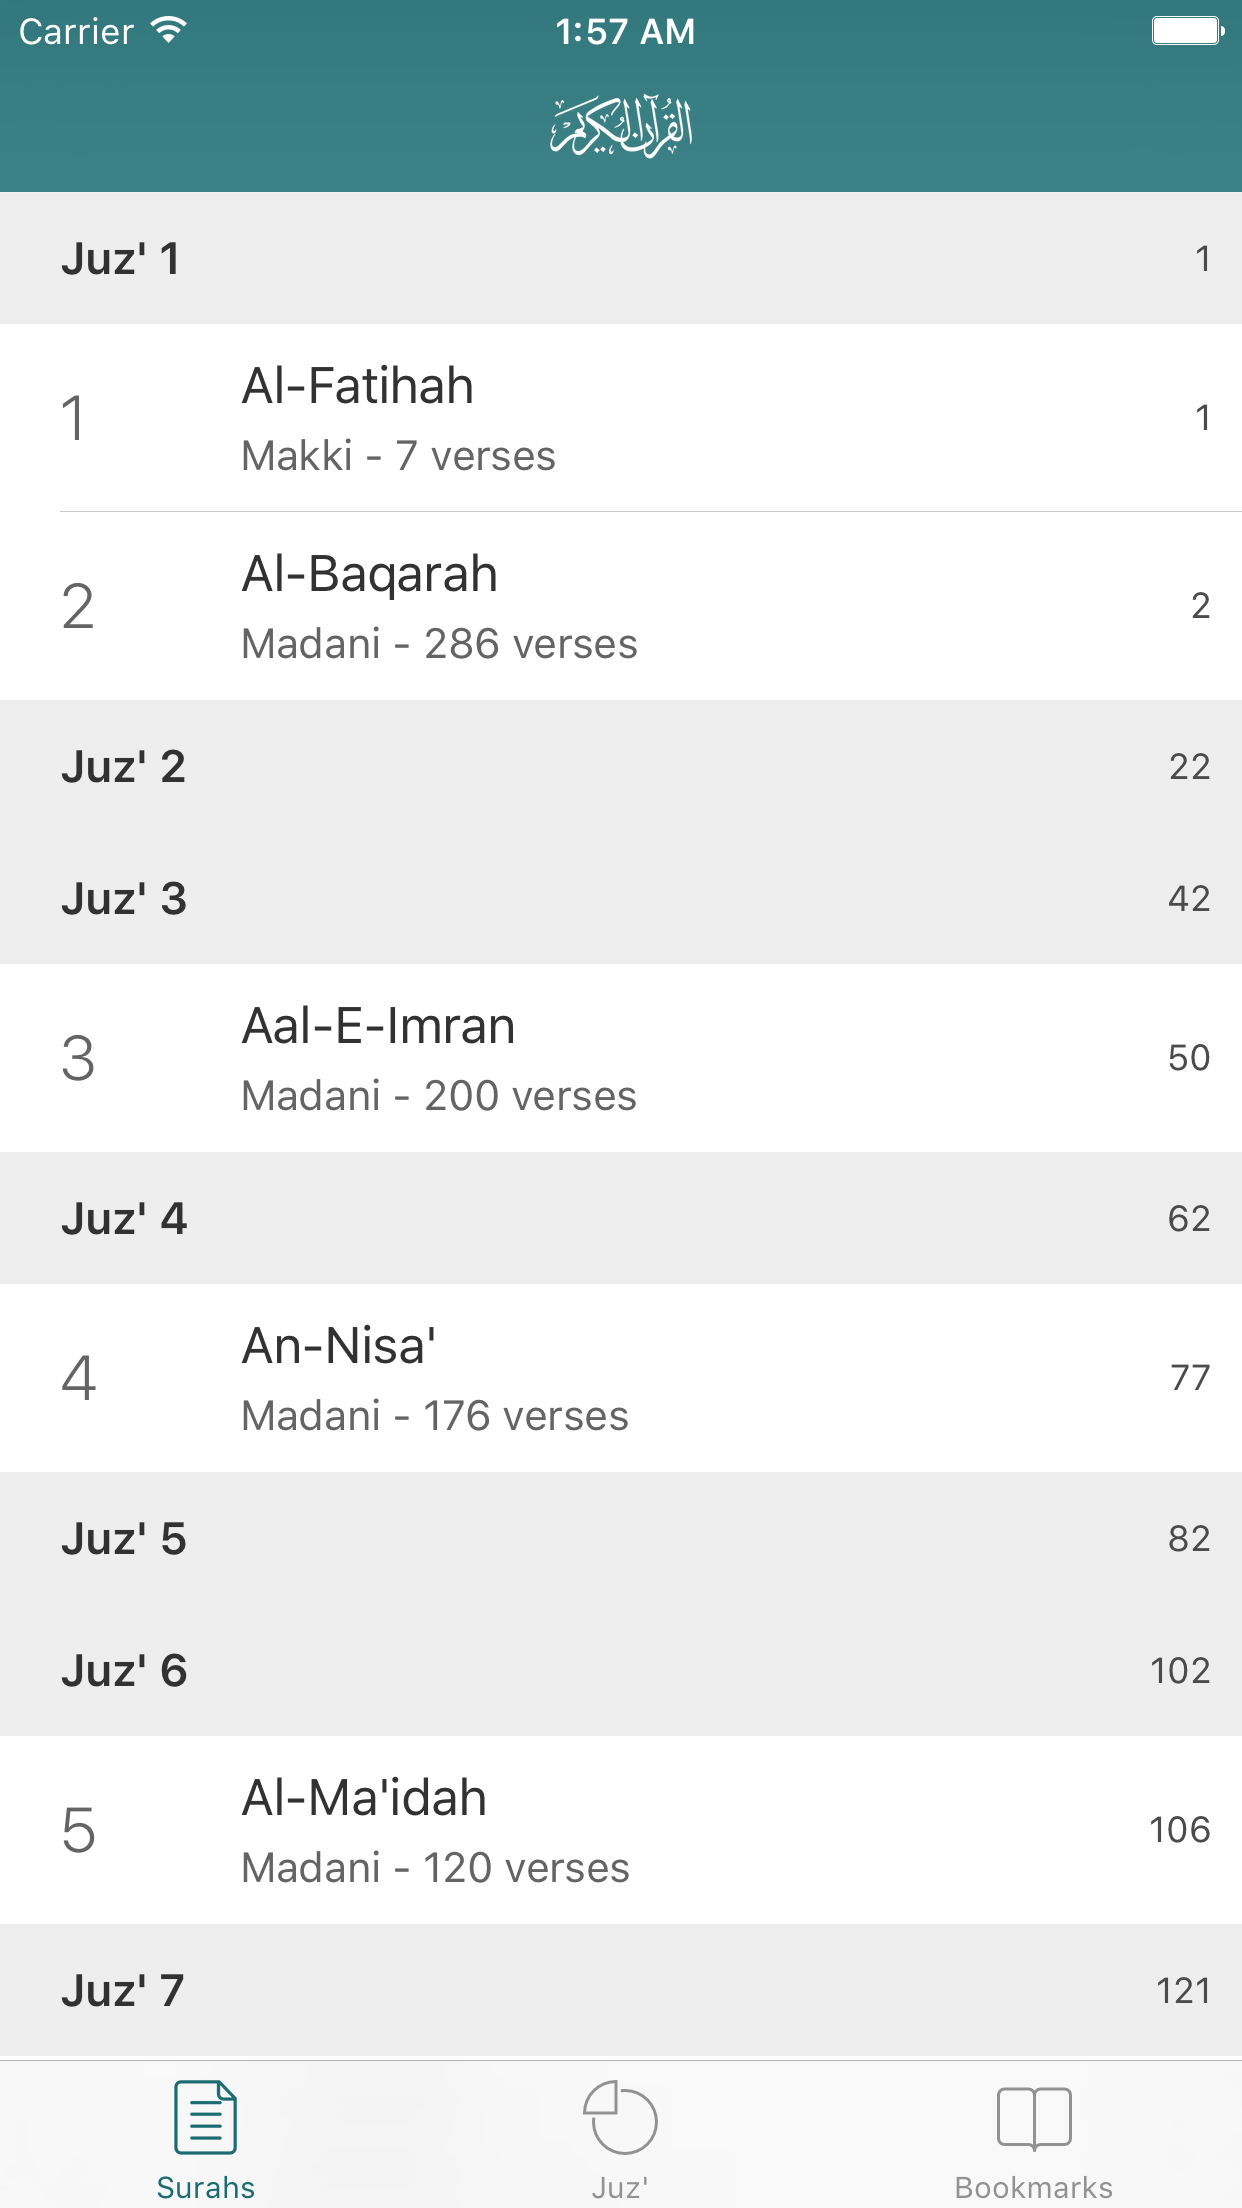 Carrier 1:57 AM
القرآن الكريم
Juz' 1 1
1 Al-Fatihah 1
Makki - 7 verses
2 Al-Baqarah 2
Madani - 286 verses
Juz' 2 22
Juz' 3 42
3 Aal-E-Imran 50
Madani - 200 verses
Juz' 4 62
4 An-Nisa' 77
Madani - 176 verses
Juz' 5 82
Juz' 6 102
5 Al-Ma'idah 106
Madani - 120 verses
Juz' 7 121
Surahs Juz' Bookmarks